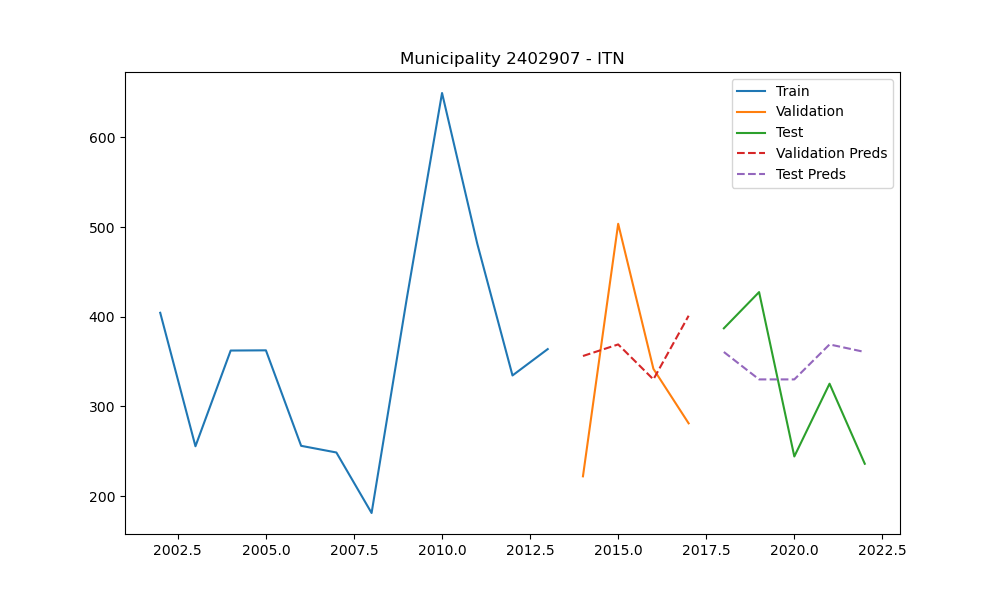 Municipality 2402907 - ITN
Train
Validation
Test
Validation Preds
Test Preds
600
500
400
300
200
2002.5 2005.0 2007.5 2010.0 2012.5 2015.0 2017.5 2020.0 2022.5